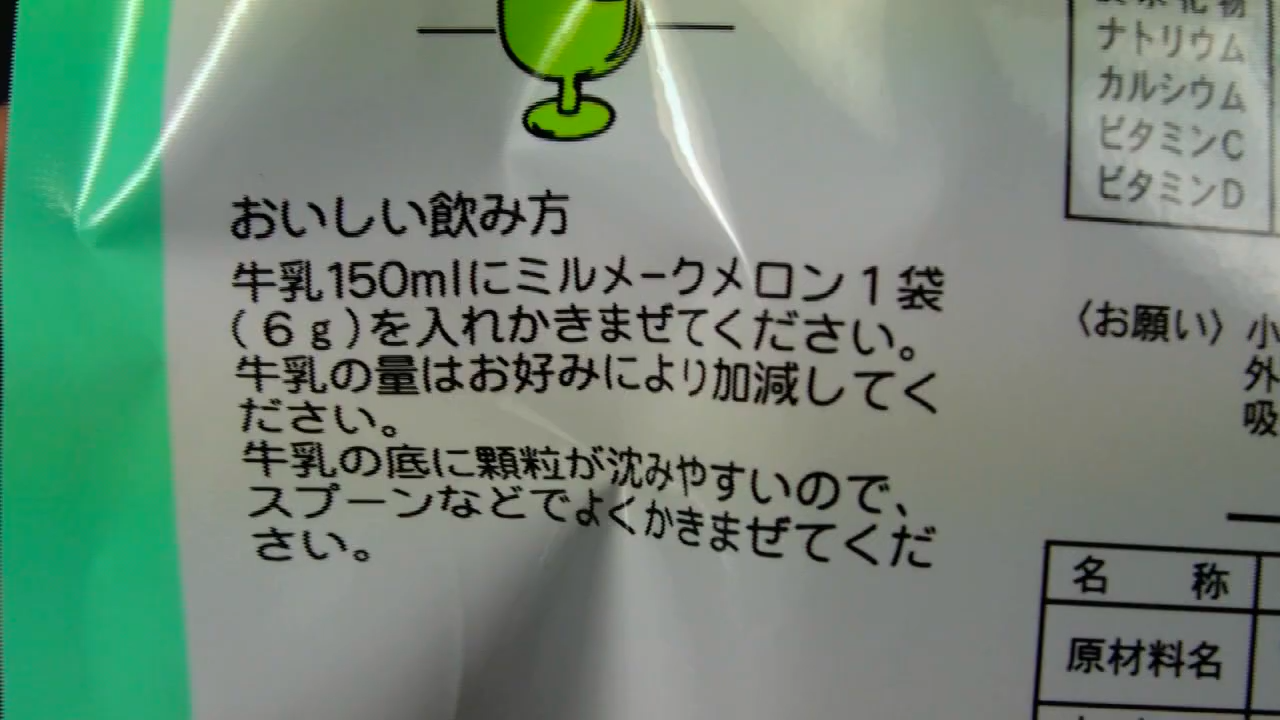 ナトリウム
カルシウム
ビタミンC
ビタミンD
おいしい飲み方
牛乳150mlにミルメークメロン1袋
(6g)を入れかきまぜてください。
牛乳の量はお好みにより加減してく
ださい。
牛乳の底に顆粒が沈みやすいので、
スプーンなどでよくかきまぜてくだ
さい。
〈お願い〉小
外
吸
名 称
原材料名